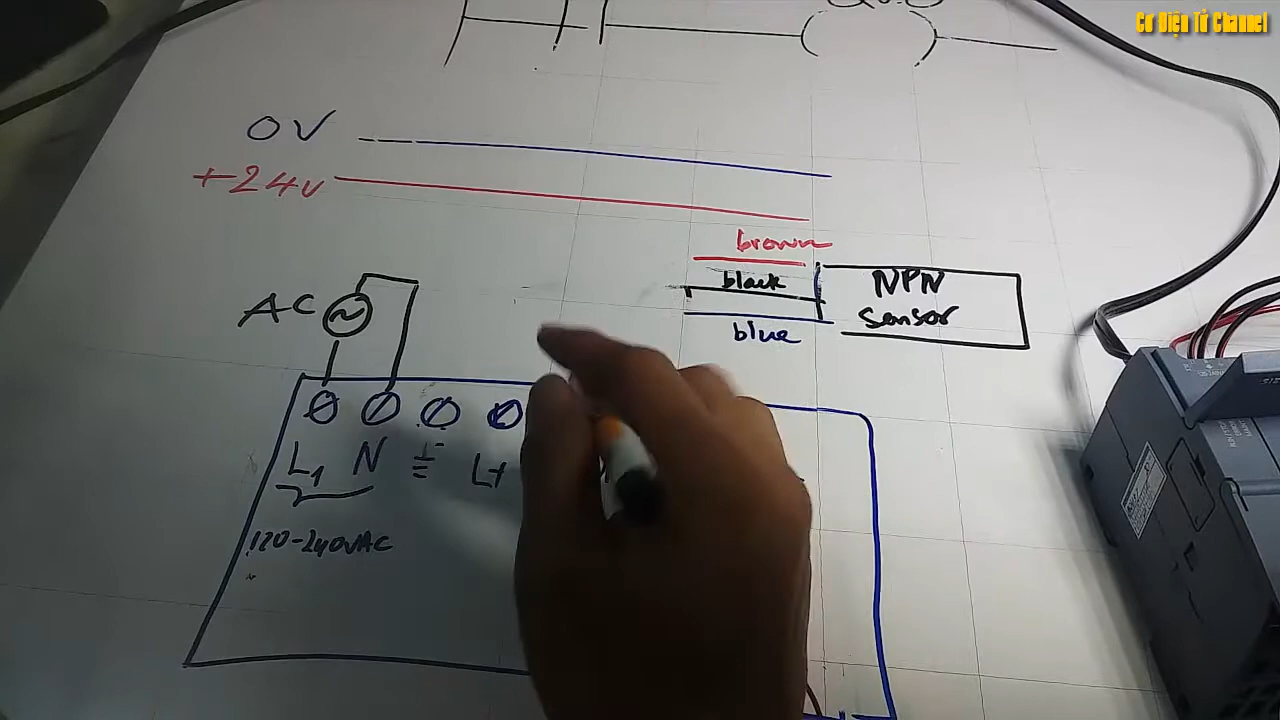 Cơ Điện Tử Channel
0V
+24v
brown
black
blue
NPN
Sensor
AC
L1 N L+
120-240VAC